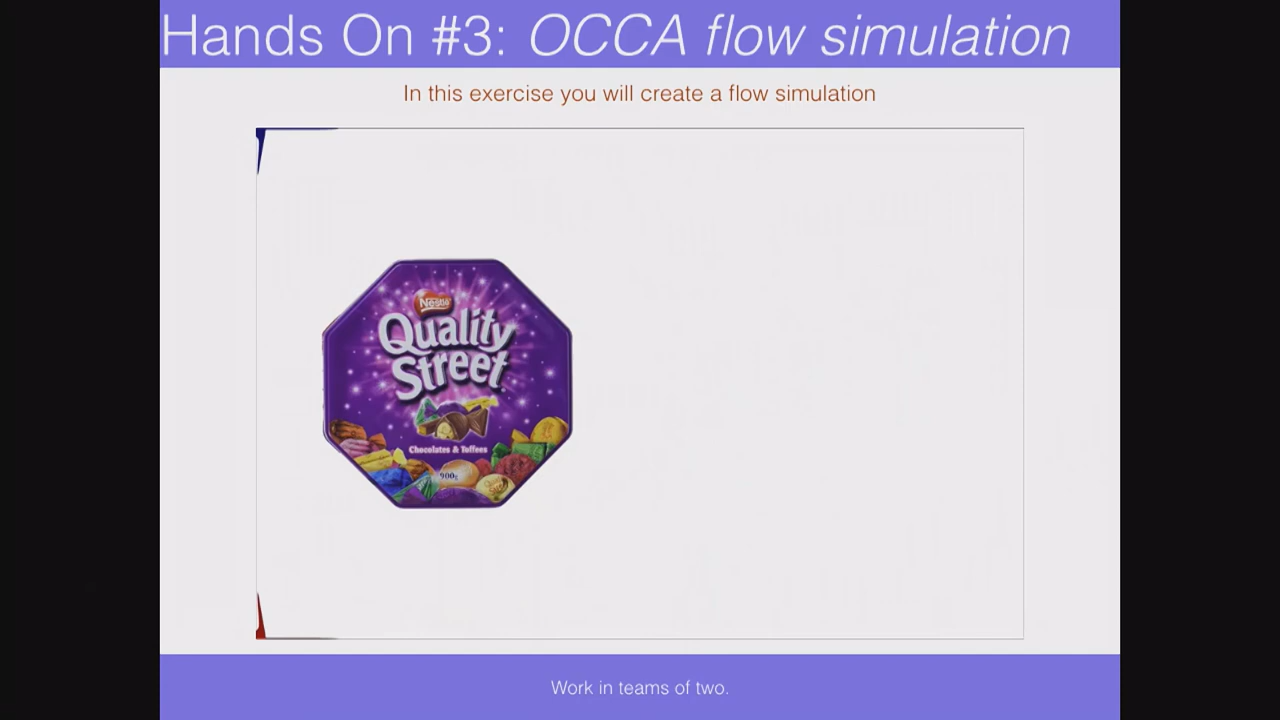 Hands On #3: OCCA flow simulation
In this exercise you will create a flow simulation
Nestlé
Quality
Street
Chocolates & Toffees
900g
Work in teams of two.